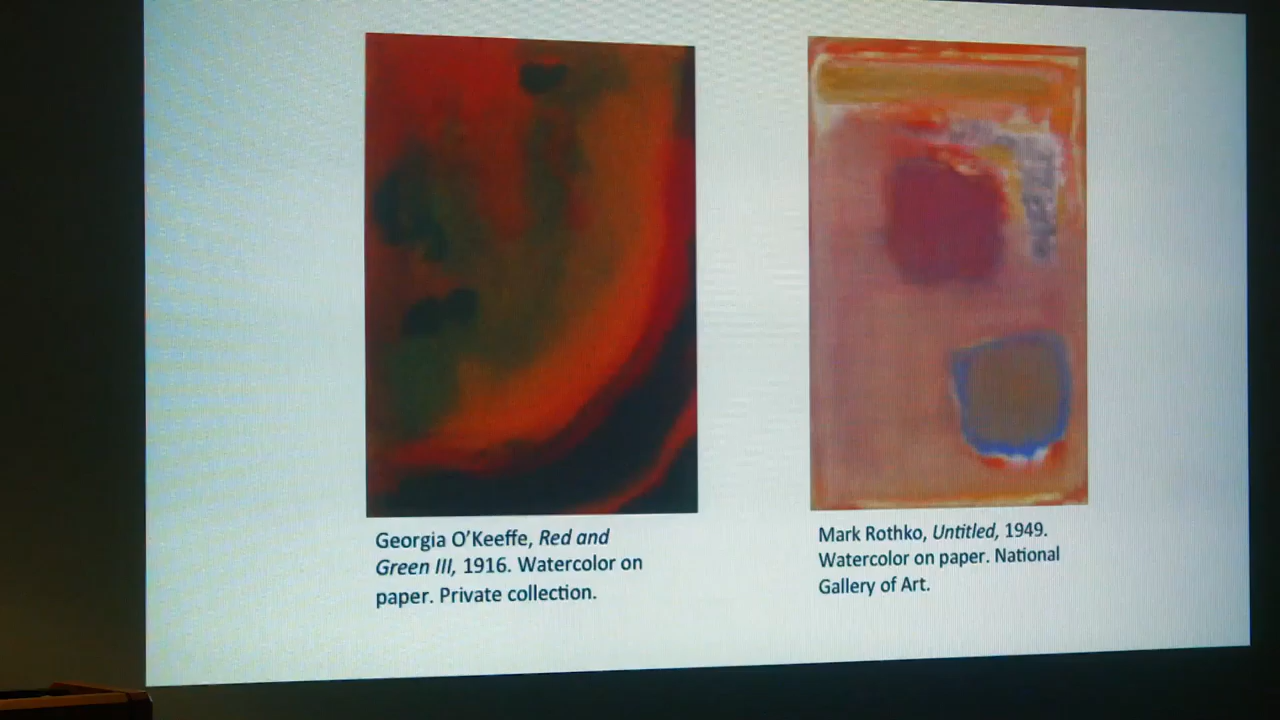 Georgia O'Keeffe, Red and
Green III, 1916. Watercolor on
paper. Private collection.
Mark Rothko, Untitled, 1949.
Watercolor on paper. National
Gallery of Art.